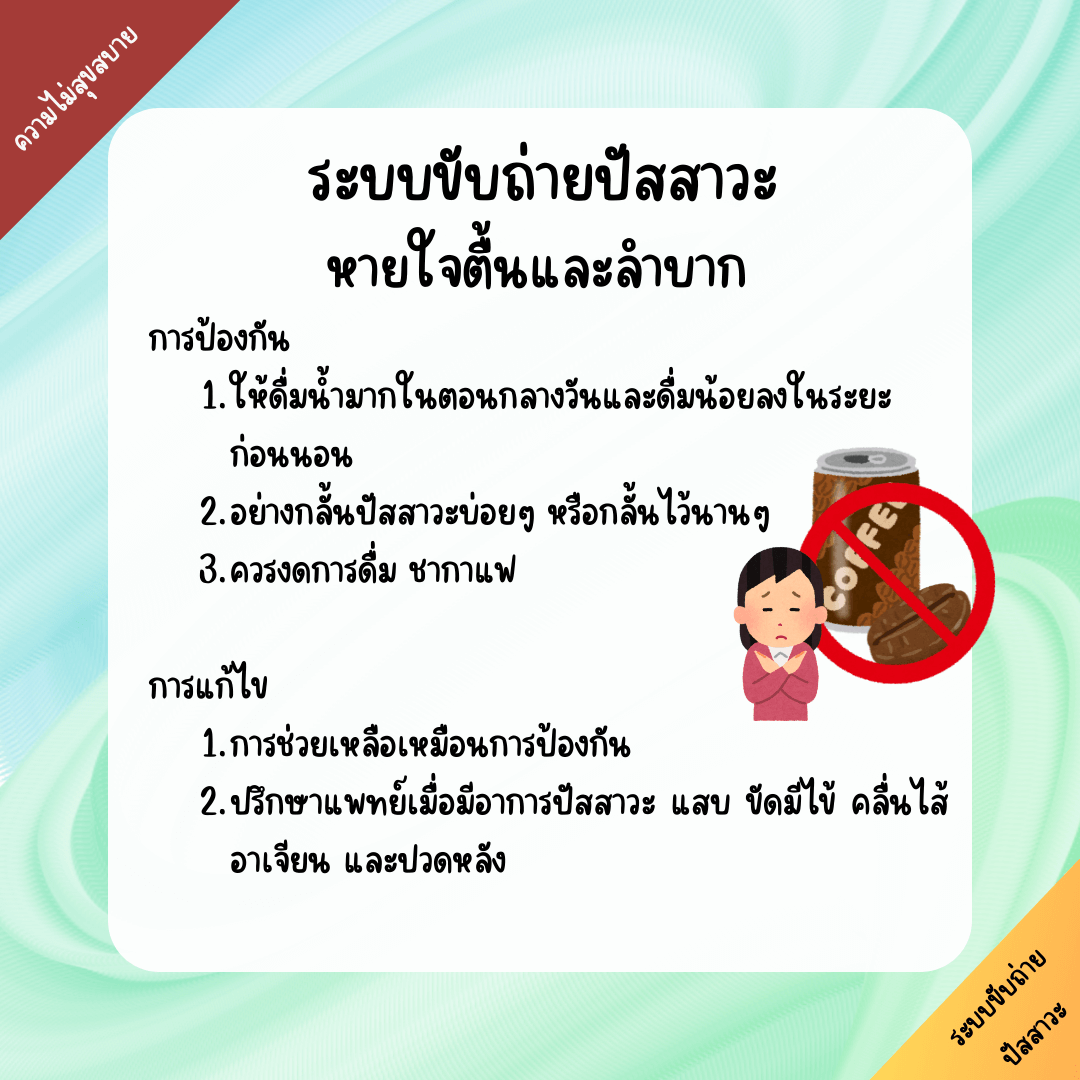 ความไม่สุขสบาย
ระบบขับถ่ายปัสสาวะ
หายใจตื้นและลำบาก
การป้องกัน
1. ให้ดื่มน้ำมากในตอนกลางวันและดื่มน้อยลงในระยะ
ก่อนนอน
2. อย่างกลั้นปัสสาวะบ่อยๆ หรือกลั้นไว้นานๆ
3. ควรงดการดื่ม ชากาแฟ
COFFEE
การแก้ไข
1. การช่วยเหลือเหมือนการป้องกัน
2. ปรึกษาแพทย์เมื่อมีอาการปัสสาวะ แสบ ขัดมีไข้ คลื่นไส้
อาเจียน และปวดหลัง
ระบบขับถ่าย
ปัสสาวะ